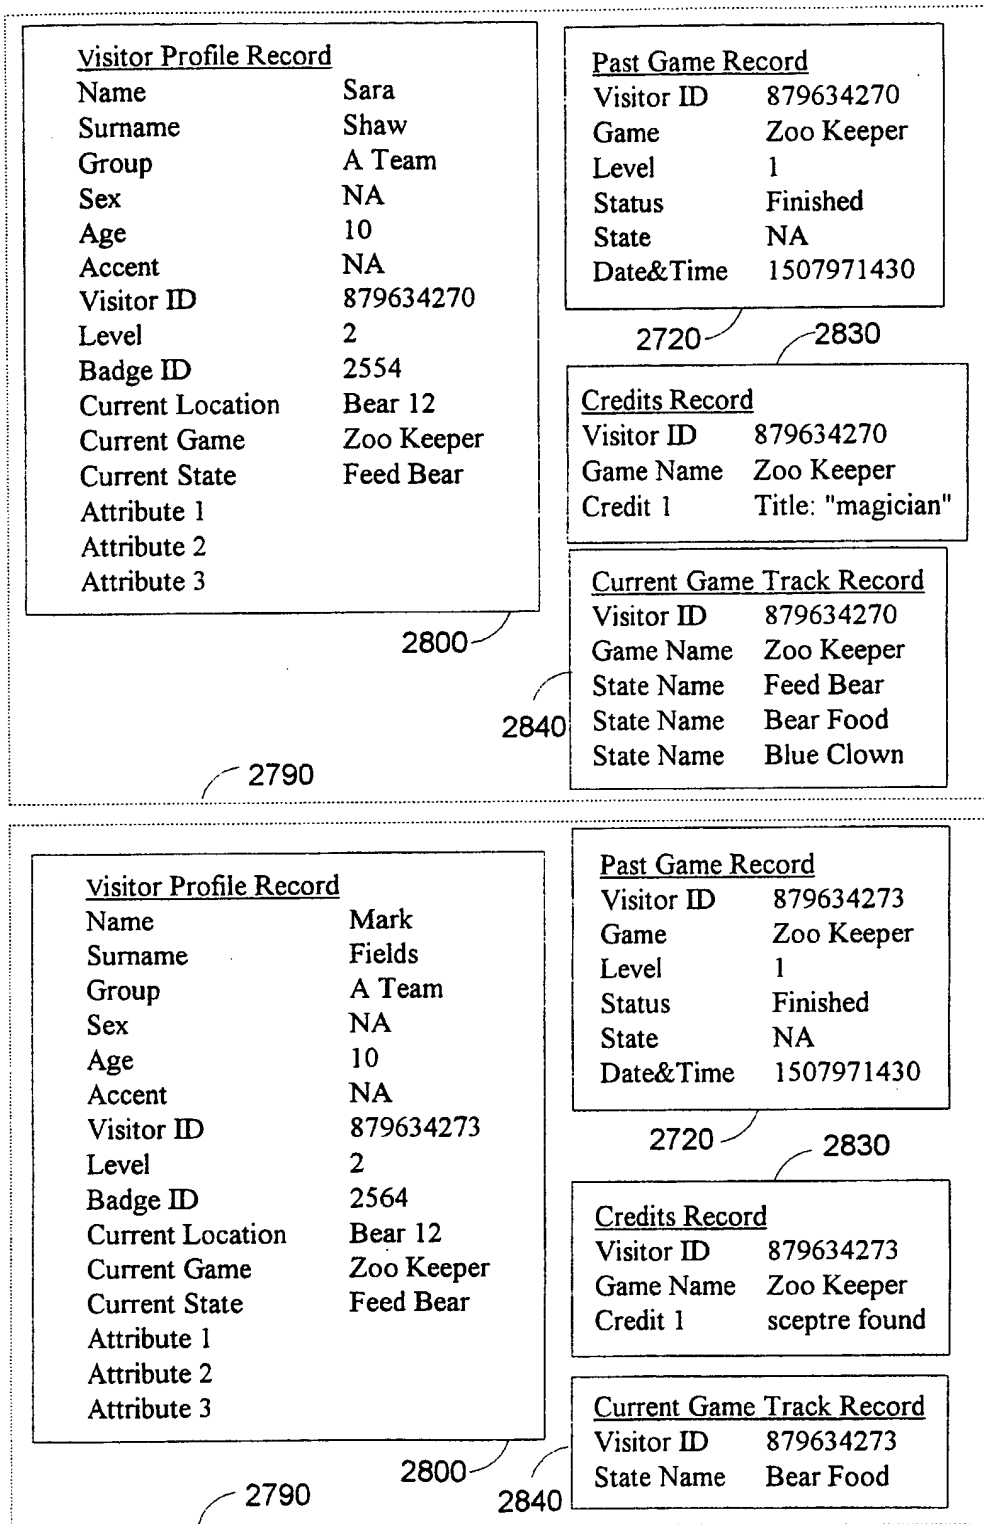 Visitor Profile Record
Name Sara
Surname Shaw
Group A Team
Sex NA
Age 10
Accent NA
Visitor ID 879634270
Level 2
Badge ID 2554
Current Location Bear 12
Current Game Zoo Keeper
Current State Feed Bear
Attribute 1
Attribute 2
Attribute 3
2800
Past Game Record
Visitor ID 879634270
Game Zoo Keeper
Level 1
Status Finished
State NA
Date&Time 1507971430
2720
2830
Credits Record
Visitor ID 879634270
Game Name Zoo Keeper
Credit 1 Title: "magician"
Current Game Track Record
Visitor ID 879634270
Game Name Zoo Keeper
State Name Feed Bear
State Name Bear Food
State Name Blue Clown
2840
2790
Visitor Profile Record
Name Mark
Surname Fields
Group A Team
Sex NA
Age 10
Accent NA
Visitor ID 879634273
Level 2
Badge ID 2564
Current Location Bear 12
Current Game Zoo Keeper
Current State Feed Bear
Attribute 1
Attribute 2
Attribute 3
2800
Past Game Record
Visitor ID 879634273
Game Zoo Keeper
Level 1
Status Finished
State NA
Date&Time 1507971430
2720
2830
Credits Record
Visitor ID 879634273
Game Name Zoo Keeper
Credit 1 sceptre found
Current Game Track Record
Visitor ID 879634273
State Name Bear Food
2840
2790